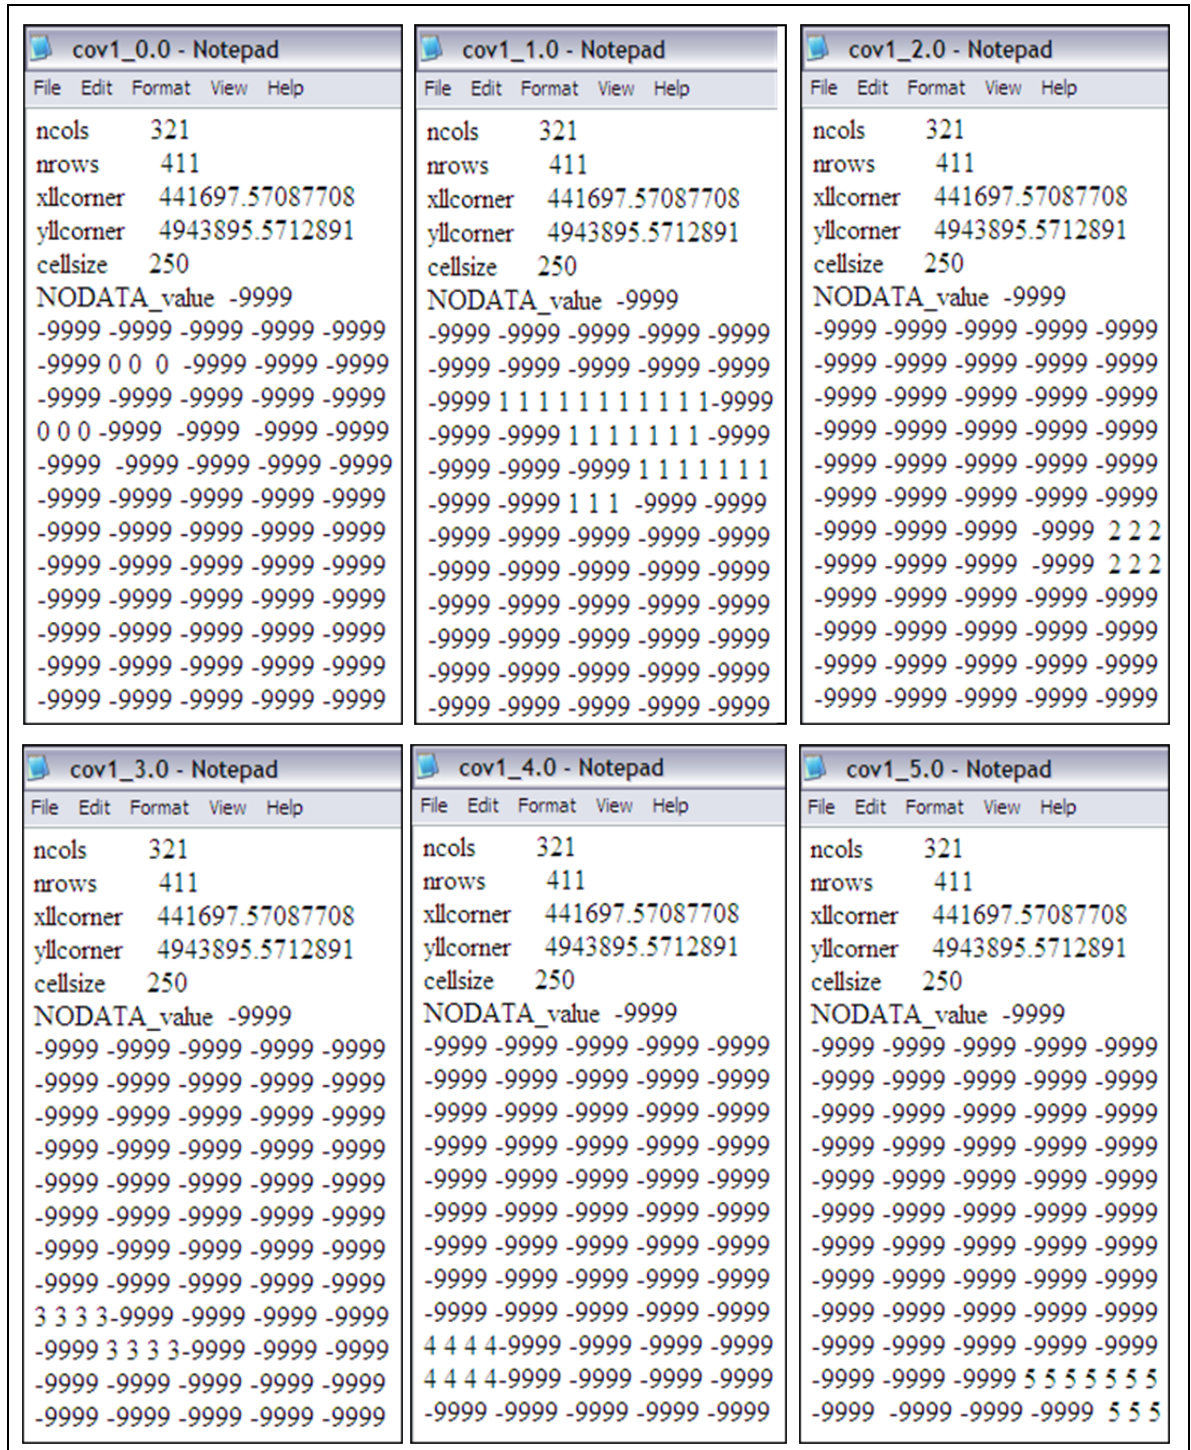 cov1_0.0 - Notepad
File Edit Format View Help
ncols 321
nrows 411
xllcorner 441697.57087708
yllcorner 4943895.5712891
cellsize 250
NODATA_value -9999
-9999 -9999 -9999 -9999 -9999
-9999 0 0 0 -9999 -9999 -9999
-9999 -9999 -9999 -9999 -9999
0 0 0 -9999 -9999 -9999 -9999
-9999 -9999 -9999 -9999 -9999
-9999 -9999 -9999 -9999 -9999
-9999 -9999 -9999 -9999 -9999
-9999 -9999 -9999 -9999 -9999
-9999 -9999 -9999 -9999 -9999
-9999 -9999 -9999 -9999 -9999
-9999 -9999 -9999 -9999 -9999
-9999 -9999 -9999 -9999 -9999
cov1_1.0 - Notepad
File Edit Format View Help
ncols 321
nrows 411
xllcorner 441697.57087708
yllcorner 4943895.5712891
cellsize 250
NODATA_value -9999
-9999 -9999 -9999 -9999 -9999
-9999 -9999 -9999 -9999 -9999
-9999 1 1 1 1 1 1 1 1 1 1 1-9999
-9999 -9999 1 1 1 1 1 1 1 -9999
-9999 -9999 -9999 1 1 1 1 1 1 1
-9999 -9999 1 1 1 -9999 -9999
-9999 -9999 -9999 -9999 -9999
-9999 -9999 -9999 -9999 -9999
-9999 -9999 -9999 -9999 -9999
-9999 -9999 -9999 -9999 -9999
-9999 -9999 -9999 -9999 -9999
-9999 -9999 -9999 -9999 -9999
cov1_2.0 - Notepad
File Edit Format View Help
ncols 321
nrows 411
xllcorner 441697.57087708
yllcorner 4943895.5712891
cellsize 250
NODATA_value -9999
-9999 -9999 -9999 -9999 -9999
-9999 -9999 -9999 -9999 -9999
-9999 -9999 -9999 -9999 -9999
-9999 -9999 -9999 -9999 -9999
-9999 -9999 -9999 -9999 -9999
-9999 -9999 -9999 -9999 -9999
-9999 -9999 -9999 -9999 2 2 2
-9999 -9999 -9999 -9999 2 2 2
-9999 -9999 -9999 -9999 -9999
-9999 -9999 -9999 -9999 -9999
-9999 -9999 -9999 -9999 -9999
-9999 -9999 -9999 -9999 -9999
cov1_3.0 - Notepad
File Edit Format View Help
ncols 321
nrows 411
xllcorner 441697.57087708
yllcorner 4943895.5712891
cellsize 250
NODATA_value -9999
-9999 -9999 -9999 -9999 -9999
-9999 -9999 -9999 -9999 -9999
-9999 -9999 -9999 -9999 -9999
-9999 -9999 -9999 -9999 -9999
-9999 -9999 -9999 -9999 -9999
-9999 -9999 -9999 -9999 -9999
-9999 -9999 -9999 -9999 -9999
-9999 -9999 -9999 -9999 -9999
3 3 3 3-9999 -9999 -9999 -9999
-9999 3 3 3 3-9999 -9999 -9999
-9999 -9999 -9999 -9999 -9999
-9999 -9999 -9999 -9999 -9999
cov1_4.0 - Notepad
File Edit Format View Help
ncols 321
nrows 411
xllcorner 441697.57087708
yllcorner 4943895.5712891
cellsize 250
NODATA_value -9999
-9999 -9999 -9999 -9999 -9999
-9999 -9999 -9999 -9999 -9999
-9999 -9999 -9999 -9999 -9999
-9999 -9999 -9999 -9999 -9999
-9999 -9999 -9999 -9999 -9999
-9999 -9999 -9999 -9999 -9999
-9999 -9999 -9999 -9999 -9999
-9999 -9999 -9999 -9999 -9999
-9999 -9999 -9999 -9999 -9999
4 4 4 4-9999 -9999 -9999 -9999
4 4 4 4-9999 -9999 -9999 -9999
-9999 -9999 -9999 -9999 -9999
cov1_5.0 - Notepad
File Edit Format View Help
ncols 321
nrows 411
xllcorner 441697.57087708
yllcorner 4943895.5712891
cellsize 250
NODATA_value -9999
-9999 -9999 -9999 -9999 -9999
-9999 -9999 -9999 -9999 -9999
-9999 -9999 -9999 -9999 -9999
-9999 -9999 -9999 -9999 -9999
-9999 -9999 -9999 -9999 -9999
-9999 -9999 -9999 -9999 -9999
-9999 -9999 -9999 -9999 -9999
-9999 -9999 -9999 -9999 -9999
-9999 -9999 -9999 -9999 -9999
-9999 -9999 -9999 -9999 -9999
-9999 -9999 -9999 5 5 5 5 5 5 5
-9999 -9999 -9999 -9999 5 5 5